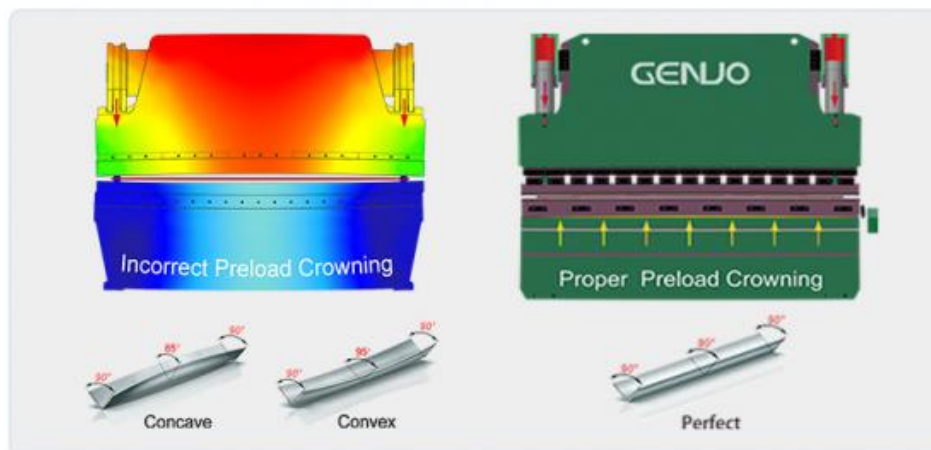 GENJO
Incorrect Preload Crowning
Proper Preload Crowning
90°
85°
90°
90°
95°
90°
90°
90°
90°
Concave
Convex
Perfect